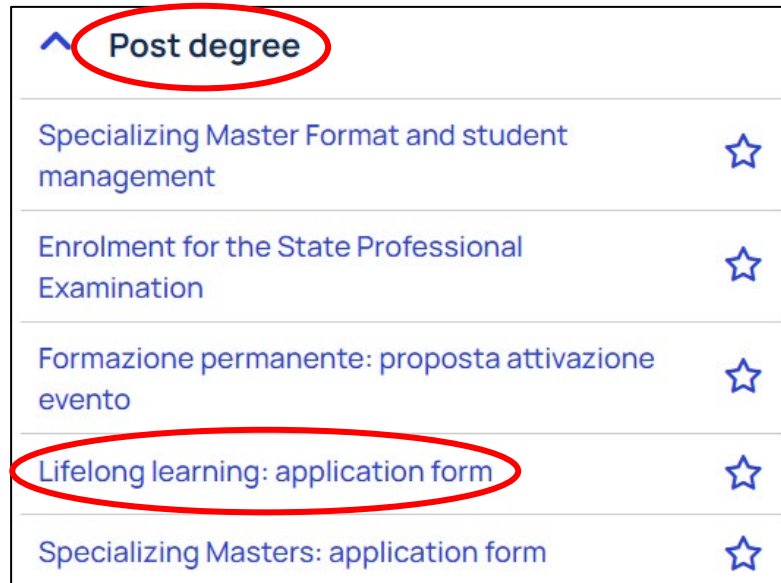 Post degree
Specializing Master Format and student
management
Enrolment for the State Professional
Examination
Formazione permanente: proposta attivazione
evento
Lifelong learning: application form
Specializing Masters: application form